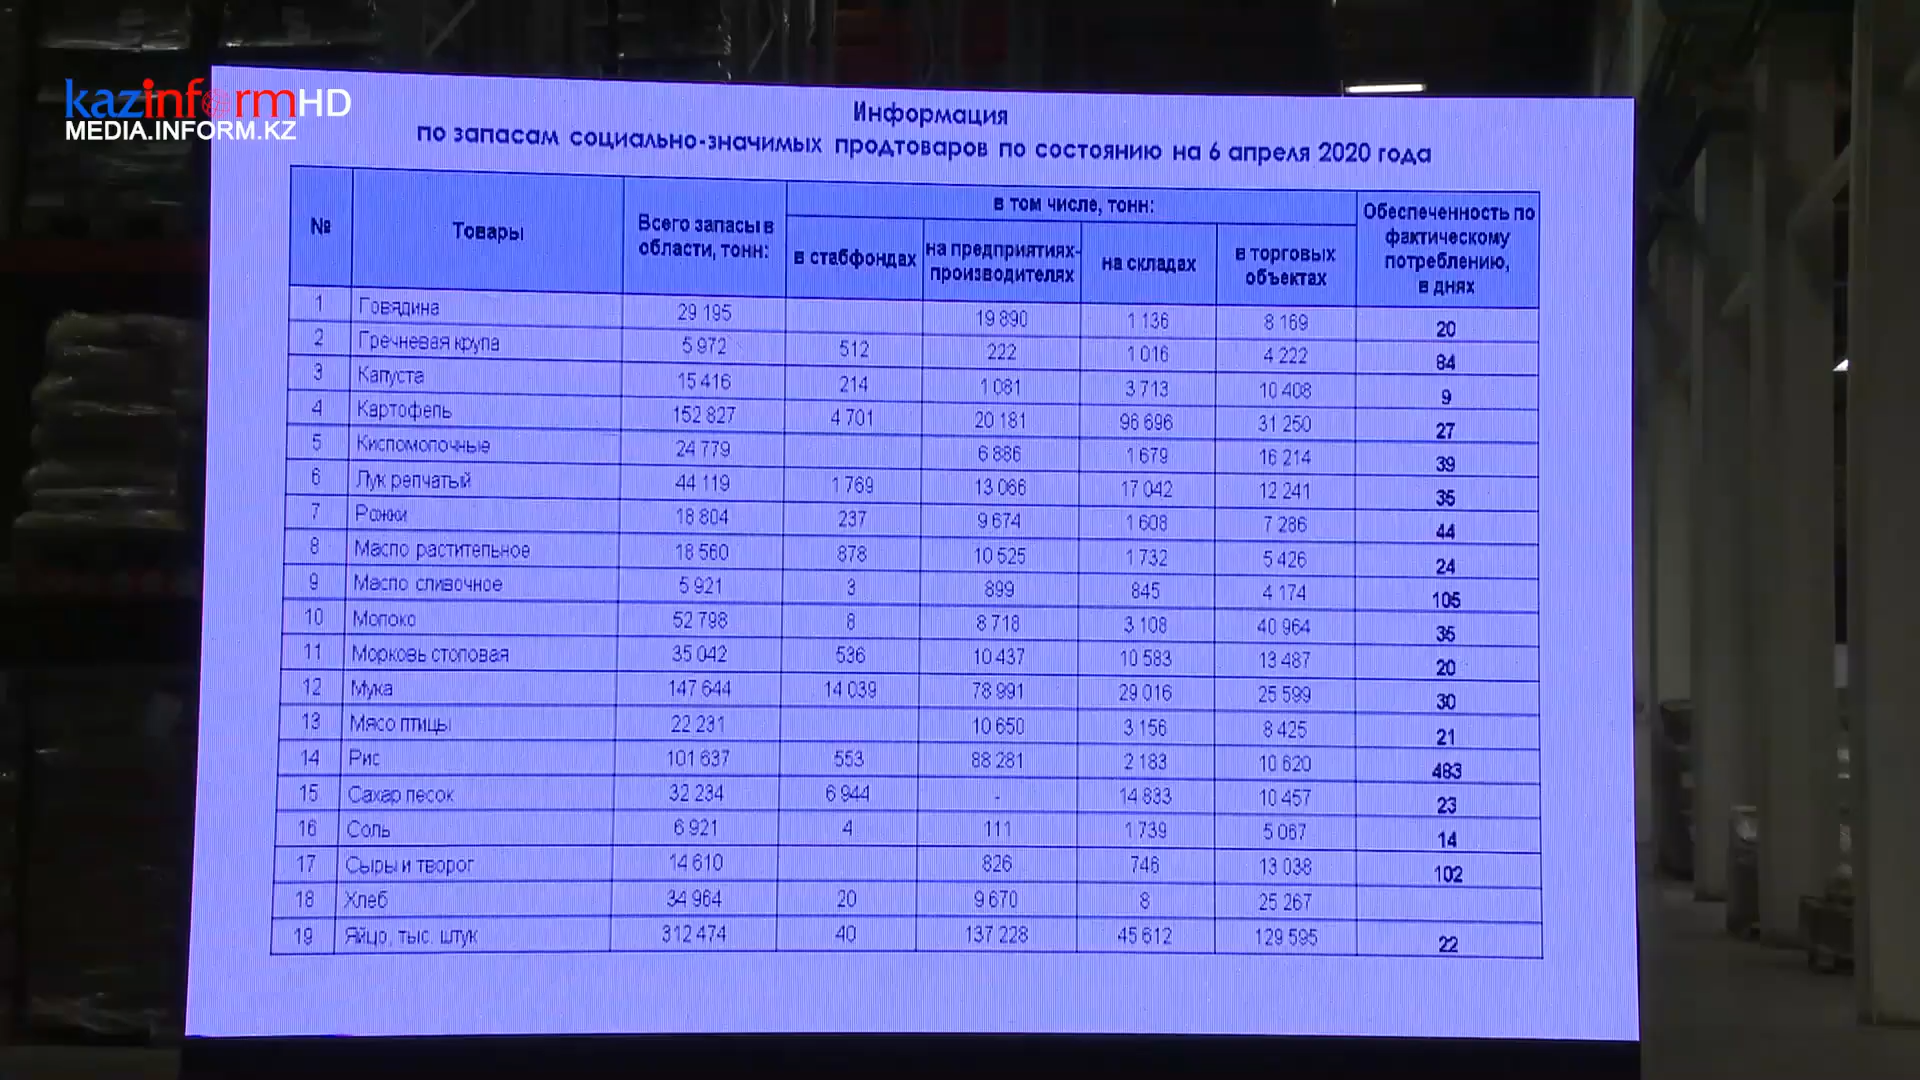 kazinformHD
MEDIA.INFORM.KZ
Информация
по запасам социально-значимых продтоваров по состоянию на 6 апреля 2020 года
№ Товары Всего запасы в области, тонн: в том числе, тонн: Обеспеченность по фактическому потреблению, в днях
в стабфондах на предприятиях-производителях на складах в торговых объектах
1 Говядина 29 195 19 890 1 136 8 169 20
2 Гречневая крупа 5 972 512 222 1 016 4 222 84
3 Капуста 15 416 214 1 081 3 713 10 408 9
4 Картофель 152 827 4 701 20 181 96 696 31 250 27
5 Кисломолочные 24 779 6 886 1 679 16 214 39
6 Лук репчатый 44 119 1 769 13 066 17 042 12 241 35
7 Рожки 18 804 237 9 674 1 608 7 286 44
8 Масло растительное 18 560 878 10 525 1 732 5 426 24
9 Масло сливочное 5 921 3 899 845 4 174 105
10 Молоко 52 798 8 8 718 3 108 40 964 35
11 Морковь столовая 35 042 536 10 437 10 583 13 487 20
12 Мука 147 644 14 039 78 991 29 016 25 599 30
13 Мясо птицы 22 231 10 650 3 156 8 425 21
14 Рис 101 637 553 88 281 2 183 10 620 483
15 Сахар песок 32 234 6 944 - 14 833 10 457 23
16 Соль 6 921 4 111 1 739 5 067 14
17 Сыры и творог 14 610 826 746 13 038 102
18 Хлеб 34 964 20 9 670 8 25 267
19 Яйцо, тыс. штук 312 474 40 137 228 45 612 129 595 22